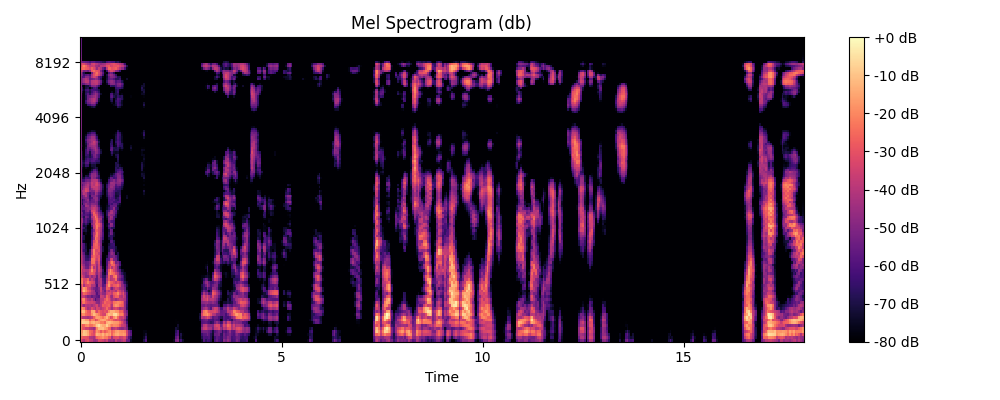 Mel Spectrogram (db)
8192
4096
2048
1024
512
0
Hz
0 5 10 15
Time
+0 dB
-10 dB
-20 dB
-30 dB
-40 dB
-50 dB
-60 dB
-70 dB
-80 dB